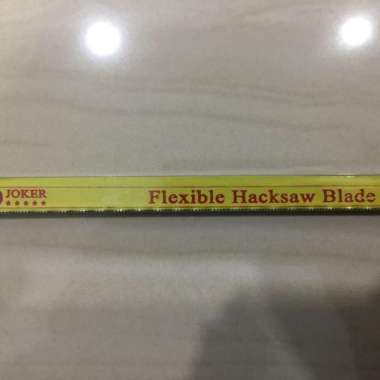 JOKER
★★★★★
Flexible Hacksaw Blade